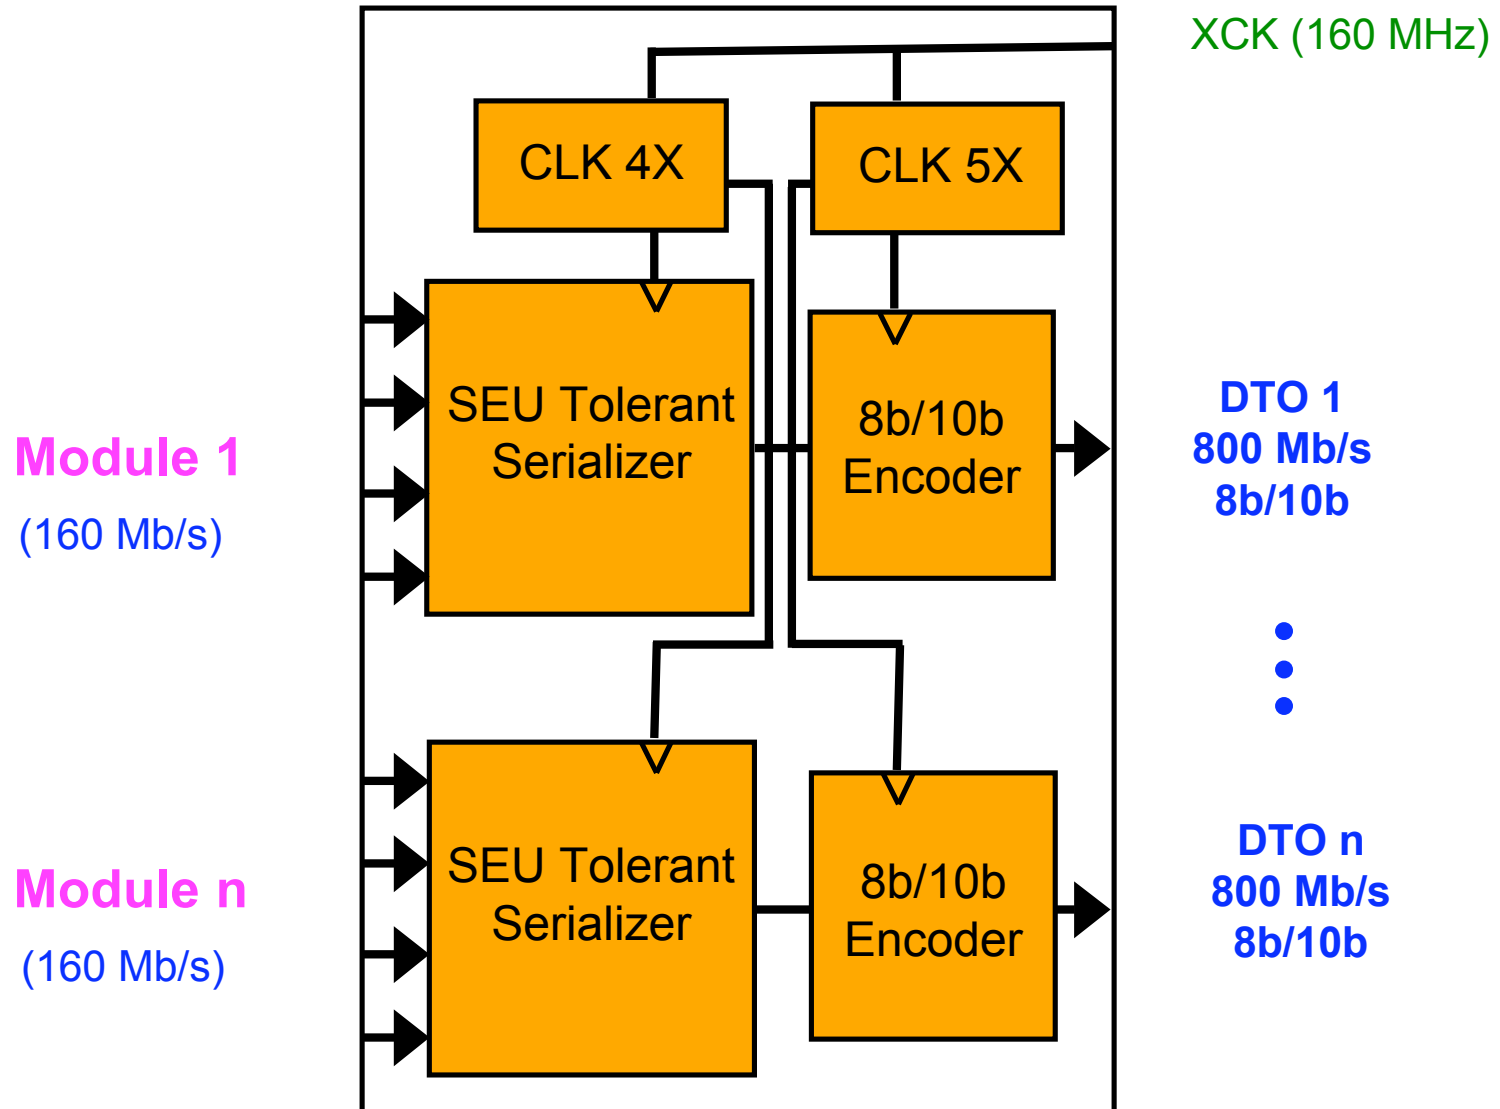 XCK (160 MHz)
CLK 4X
CLK 5X
SEU Tolerant
Serializer
8b/10b
Encoder
Module 1
(160 Mb/s)
DTO 1
800 Mb/s
8b/10b
SEU Tolerant
Serializer
8b/10b
Encoder
Module n
(160 Mb/s)
DTO n
800 Mb/s
8b/10b